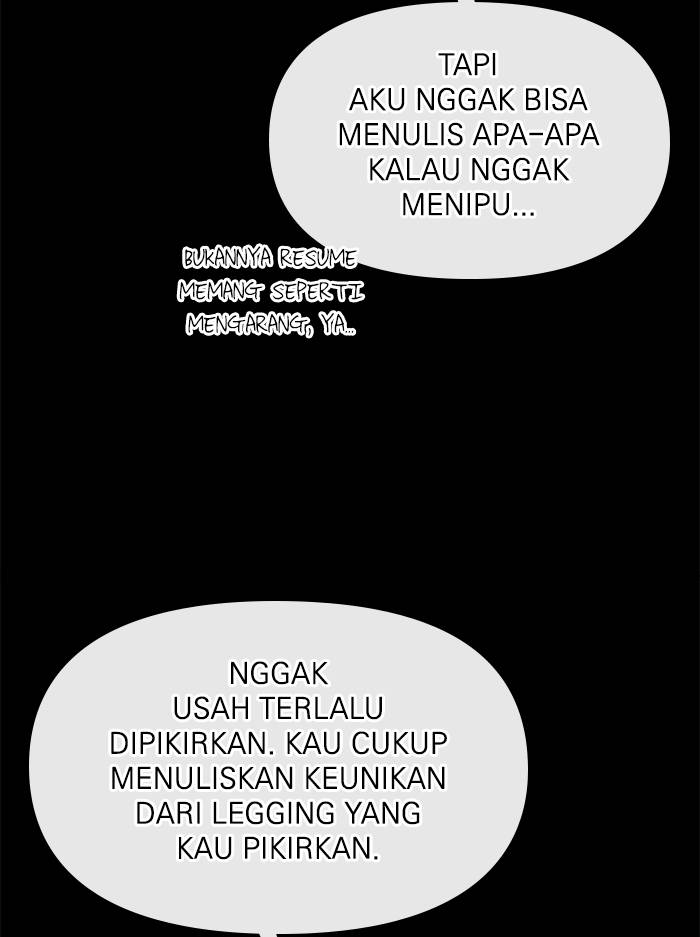 TAPI
AKU NGGAK BISA
MENULIS APA-APA
KALAU NGGAK
MENIPU...
BUKANNYA RESUME
MEMANG SEPERTI
MENGARANG, YA...
NGGAK
USAH TERLALU
DIPIKIRKAN. KAU CUKUP
MENULISKAN KEUNIKAN
DARI LEGGING YANG
KAU PIKIRKAN.